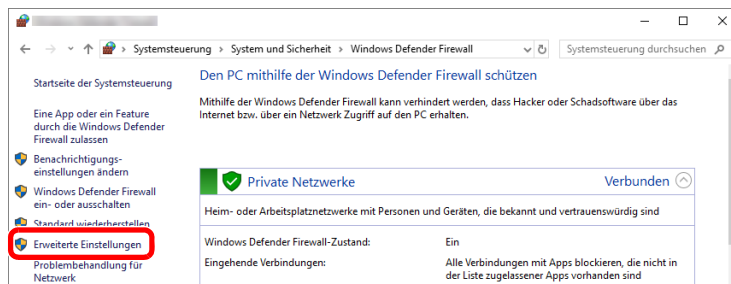 Systemsteuerung > System und Sicherheit > Windows Defender Firewall
Systemsteuerung durchsuchen
Startseite der Systemsteuerung
Eine App oder ein Feature
durch die Windows Defender
Firewall zulassen
Benachrichtigungs-
einstellungen ändern
Windows Defender Firewall
ein- oder ausschalten
Standard wiederherstellen
Erweiterte Einstellungen
Problembehandlung für
Netzwerk
Den PC mithilfe der Windows Defender Firewall schützen
Mithilfe der Windows Defender Firewall kann verhindert werden, dass Hacker oder Schadsoftware über das
Internet bzw. über ein Netzwerk Zugriff auf den PC erhalten.
Private Netzwerke
Verbunden
Heim- oder Arbeitsplatznetzwerke mit Personen und Geräten, die bekannt und vertrauenswürdig sind
Windows Defender Firewall-Zustand:
Ein
Eingehende Verbindungen:
Alle Verbindungen mit Apps blockieren, die nicht in
der Liste zugelassener Apps vorhanden sind